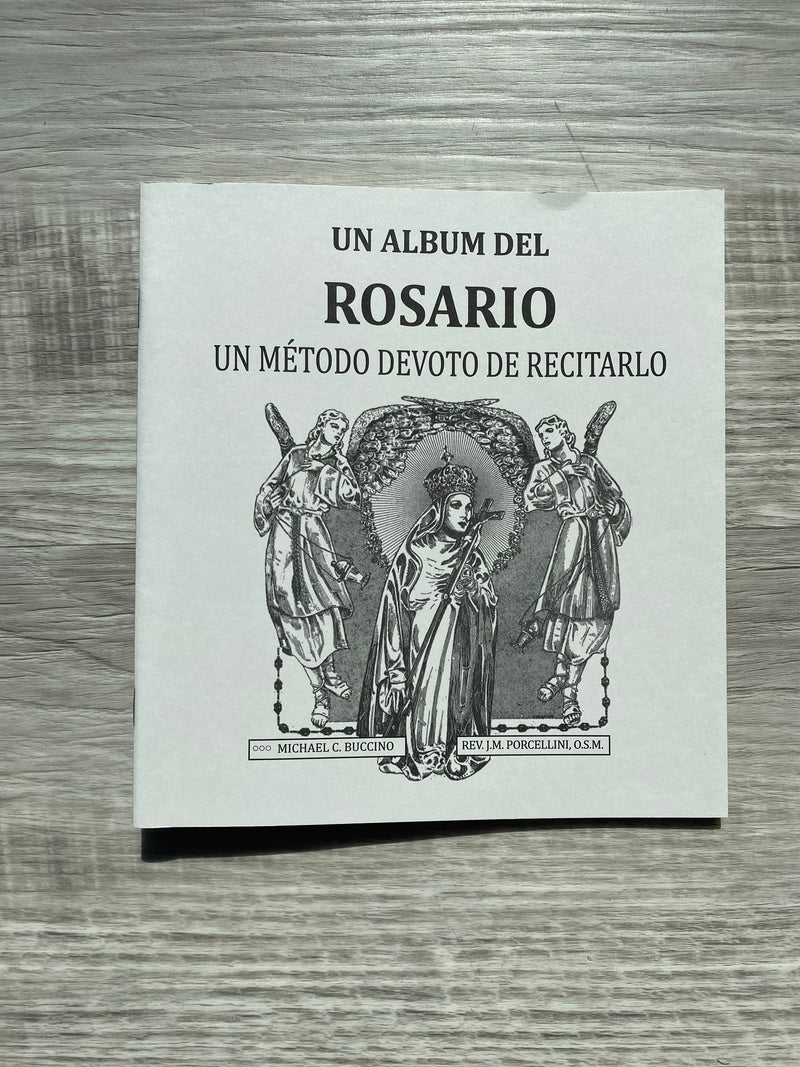 UN ALBUM DEL
ROSARIO
UN MÉTODO DEVOTO DE RECITARLO
○○○ MICHAEL C. BUCCINO
REV. J.M. PORCELLINI, O.S.M.